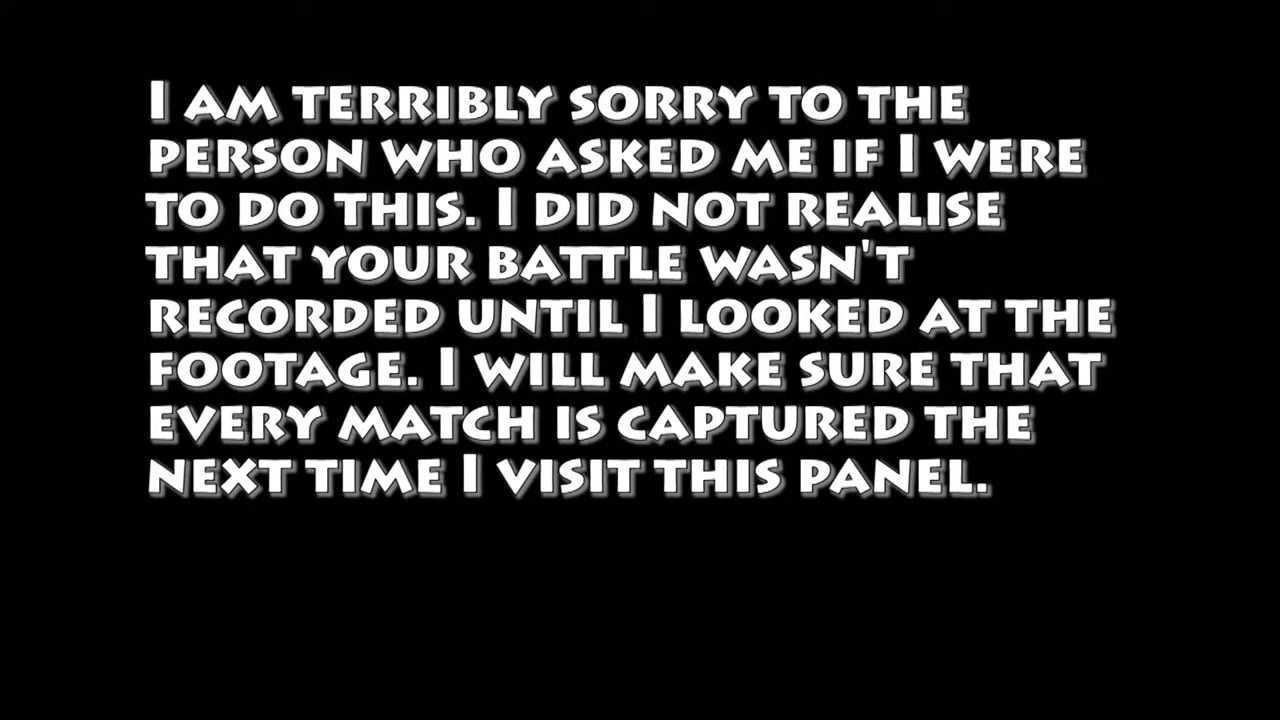 I AM TERRIBLY SORRY TO THE
PERSON WHO ASKED ME IF I WERE
TO DO THIS. I DID NOT REALISE
THAT YOUR BATTLE WASN'T
RECORDED UNTIL I LOOKED AT THE
FOOTAGE. I WILL MAKE SURE THAT
EVERY MATCH IS CAPTURED THE
NEXT TIME I VISIT THIS PANEL.